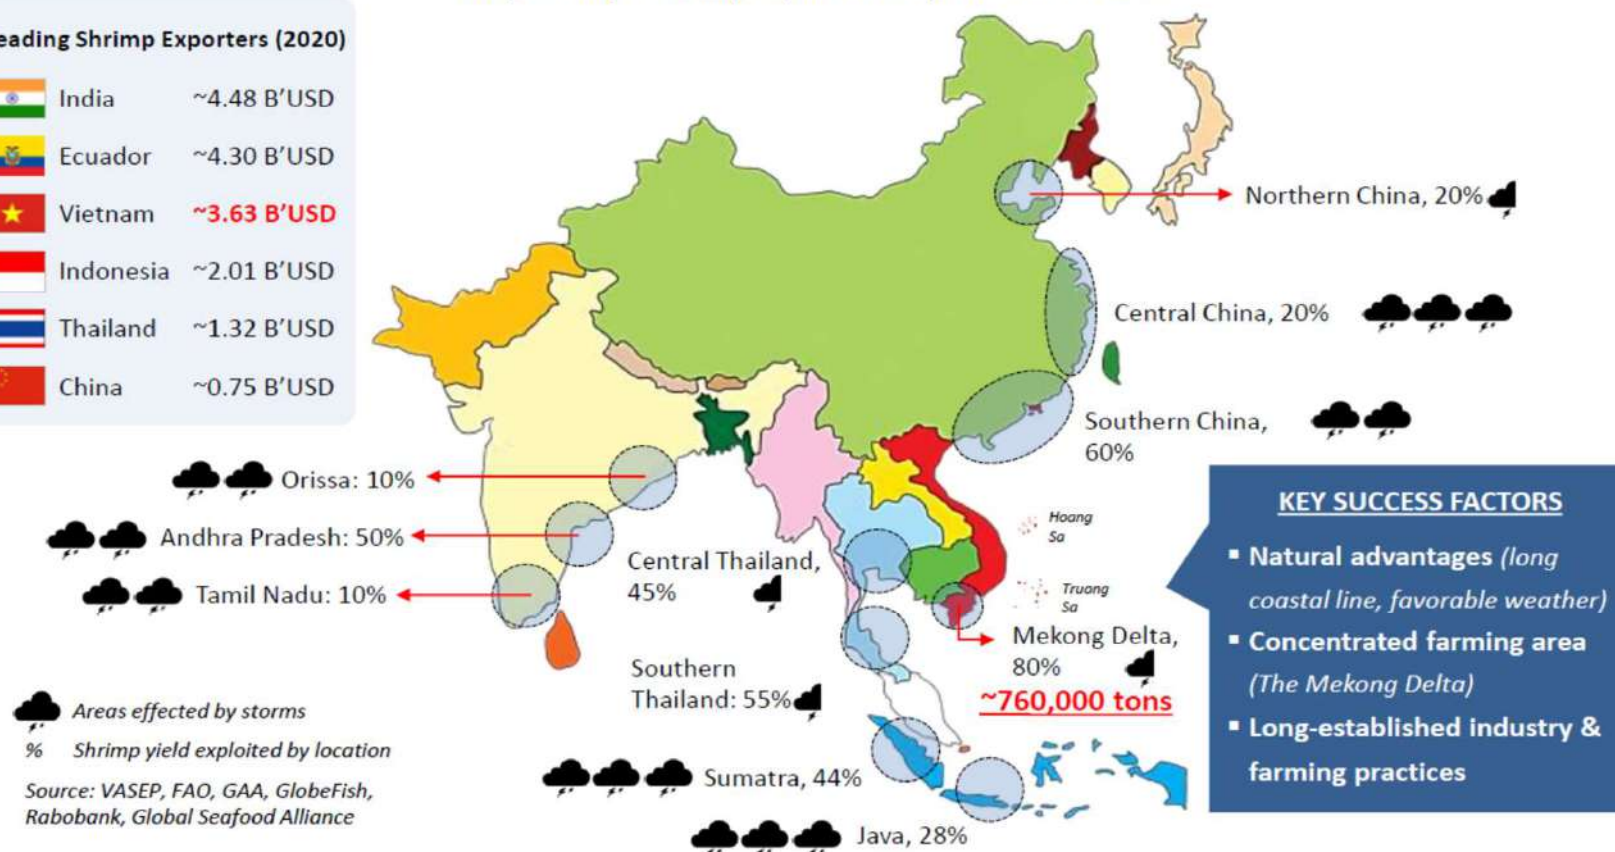 eading Shrimp Exporters (2020)
India ~4.48 B'USD
Ecuador ~4.30 B'USD
Vietnam ~3.63 B'USD
Indonesia ~2.01 B'USD
Thailand ~1.32 B'USD
China ~0.75 B'USD
Northern China, 20%
Central China, 20%
Southern China,
60%
Orissa: 10%
Andhra Pradesh: 50%
Tamil Nadu: 10%
Central Thailand,
45%
Hoang
Sa
Truong
Sa
Mekong Delta,
80%
~760,000 tons
Southern
Thailand: 55%
Sumatra, 44%
Java, 28%
KEY SUCCESS FACTORS
▪ Natural advantages (long
coastal line, favorable weather)
▪ Concentrated farming area
(The Mekong Delta)
▪ Long-established industry &
farming practices
Areas effected by storms
% Shrimp yield exploited by location
Source: VASEP, FAO, GAA, GlobeFish,
Rabobank, Global Seafood Alliance